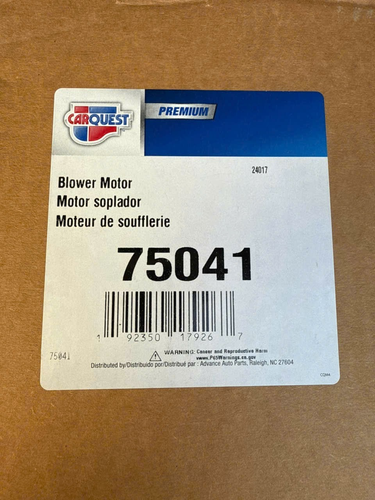 CARQUEST
PREMIUM
24017
Blower Motor
Motor soplador
Moteur de soufflerie
75041
1 92350 17926 7
75041
WARNING: Cancer and Reproductive Harm
www.P65Warnings.ca.gov
Distributed by/Distribuido por/Distribué par : Advance Auto Parts, Raleigh, NC 27604